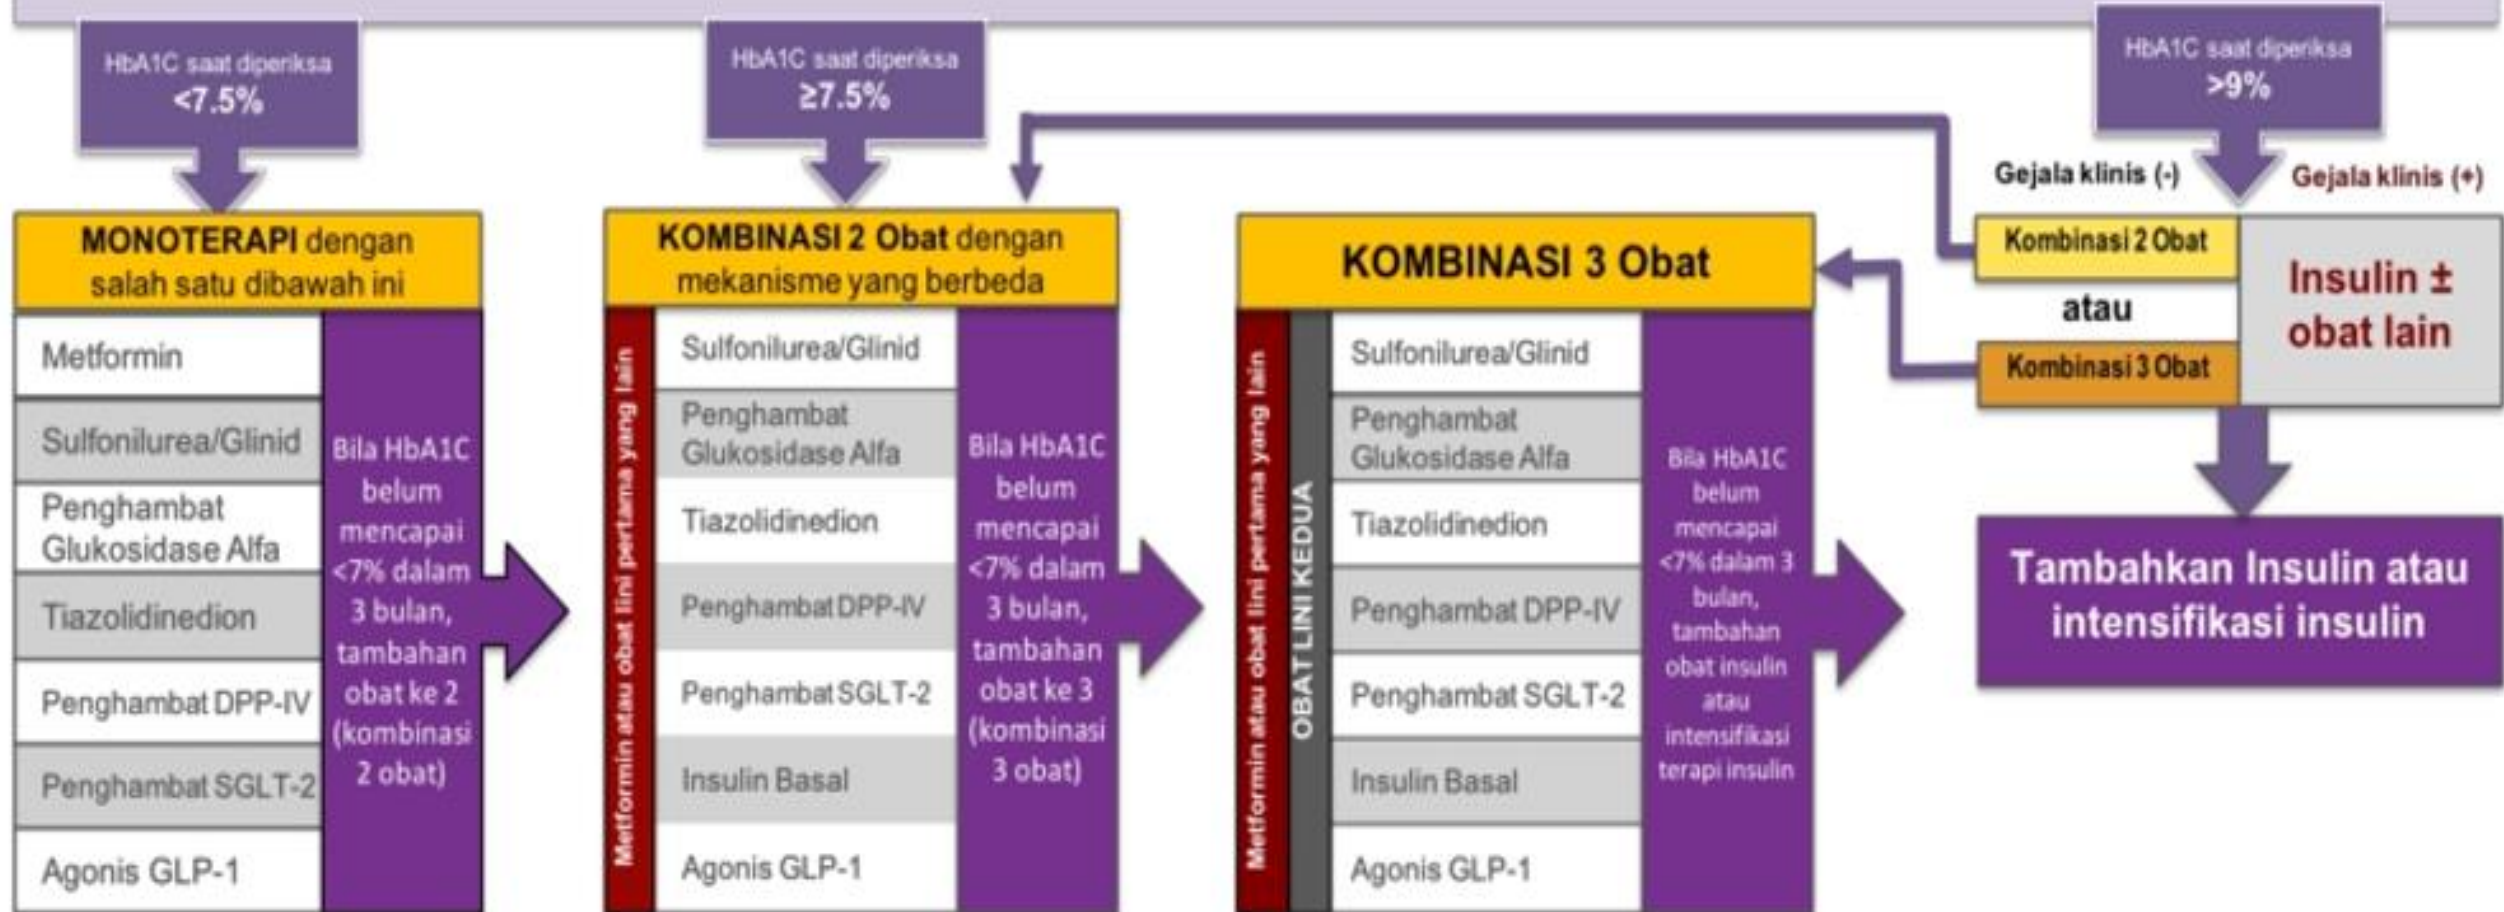 HbA1C saat diperiksa
<7.5%
HbA1C saat diperiksa
≥7.5%
HbA1C saat diperiksa
>9%
Gejala klinis (-)
Gejala klinis (+)
MONOTERAPI dengan
salah satu dibawah ini
Metformin
Sulfonilurea/Glinid
Penghambat
Glukosidase Alfa
Tiazolidinedion
Penghambat DPP-IV
Penghambat SGLT-2
Agonis GLP-1
Bila HbA1C
belum
mencapai
<7% dalam
3 bulan,
tambahan
obat ke 2
(kombinasi
2 obat)
KOMBINASI 2 Obat dengan
mekanisme yang berbeda
Metformin atau obat lini pertama yang lain
Sulfonilurea/Glinid
Penghambat
Glukosidase Alfa
Tiazolidinedion
Penghambat DPP-IV
Penghambat SGLT-2
Insulin Basal
Agonis GLP-1
Bila HbA1C
belum
mencapai
<7% dalam
3 bulan,
tambahan
obat ke 3
(kombinasi
3 obat)
KOMBINASI 3 Obat
Metformin atau obat lini pertama yang lain
OBAT LINI KEDUA
Sulfonilurea/Glinid
Penghambat
Glukosidase Alfa
Tiazolidinedion
Penghambat DPP-IV
Penghambat SGLT-2
Insulin Basal
Agonis GLP-1
Bila HbA1C
belum
mencapai
<7% dalam 3
bulan,
tambahan
obat insulin
atau
intensifikasi
terapi insulin
Kombinasi 2 Obat
atau
Kombinasi 3 Obat
Insulin ±
obat lain
Tambahkan Insulin atau
intensifikasi insulin